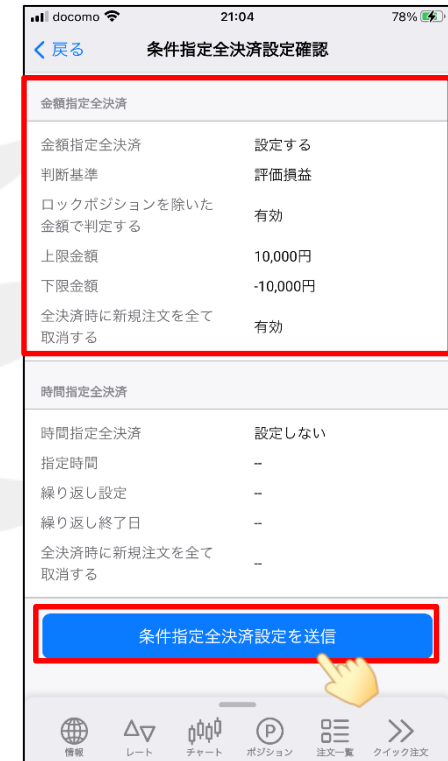 docomo 21:04 78%
戻る 条件指定全決済設定確認
金額指定全決済
金額指定全決済 設定する
判断基準 評価損益
ロックポジションを除いた
金額で判定する 有効
上限金額 10,000円
下限金額 -10,000円
全決済時に新規注文を全て
取消する 有効
時間指定全決済
時間指定全決済 設定しない
指定時間 --
繰り返し設定 --
繰り返し終了日 --
全決済時に新規注文を全て
取消する --
条件指定全決済設定を送信
情報 レート チャート ポジション 注文一覧 クイック注文